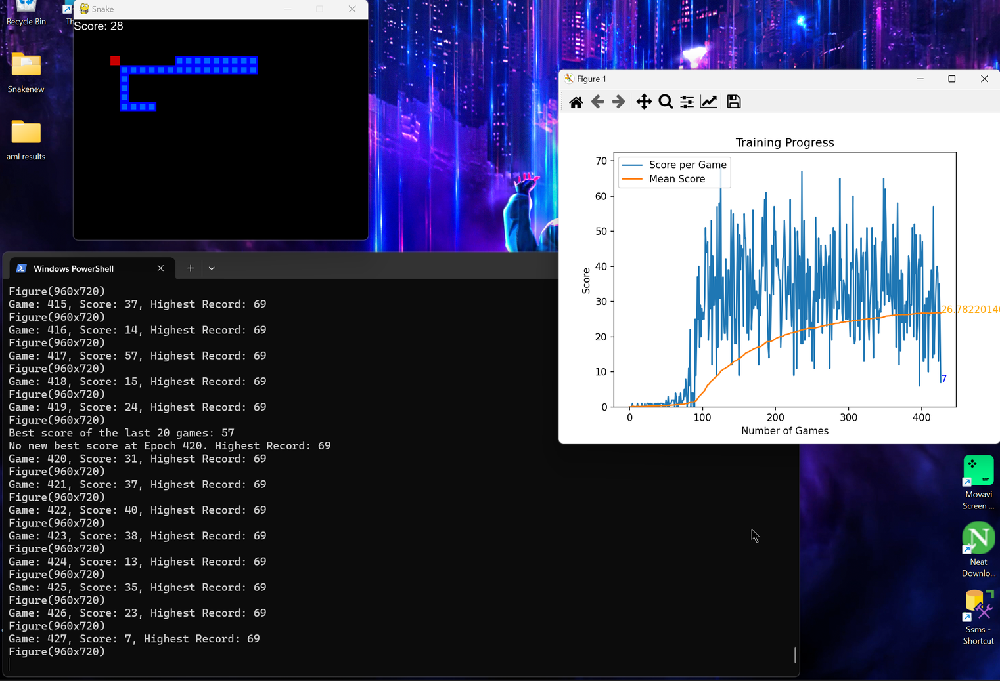 Recycle Bin
Th
Snakenew
aml results
Snake
Score: 28
Windows PowerShell
Figure(960x720)
Game: 415, Score: 37, Highest Record: 69
Figure(960x720)
Game: 416, Score: 14, Highest Record: 69
Figure(960x720)
Game: 417, Score: 57, Highest Record: 69
Figure(960x720)
Game: 418, Score: 15, Highest Record: 69
Figure(960x720)
Game: 419, Score: 24, Highest Record: 69
Figure(960x720)
Best score of the last 20 games: 57
No new best score at Epoch 420. Highest Record: 69
Game: 420, Score: 31, Highest Record: 69
Figure(960x720)
Game: 421, Score: 37, Highest Record: 69
Figure(960x720)
Game: 422, Score: 40, Highest Record: 69
Figure(960x720)
Game: 423, Score: 38, Highest Record: 69
Figure(960x720)
Game: 424, Score: 13, Highest Record: 69
Figure(960x720)
Game: 425, Score: 35, Highest Record: 69
Figure(960x720)
Game: 426, Score: 23, Highest Record: 69
Figure(960x720)
Game: 427, Score: 7, Highest Record: 69
Figure(960x720)
Figure 1
Training Progress
Score per Game
Mean Score
70
60
50
40
30
20
10
0
Score
26.7822014
7
0 100 200 300 400
Number of Games
sr
Movavi
Screen ...
N
Neat
Downlo...
Ssms -
Shortcut